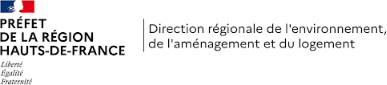 PRÉFET
DE LA RÉGION
HAUTS-DE-FRANCE
Liberté
Égalité
Fraternité
Direction régionale de l'environnement,
de l'aménagement et du logement